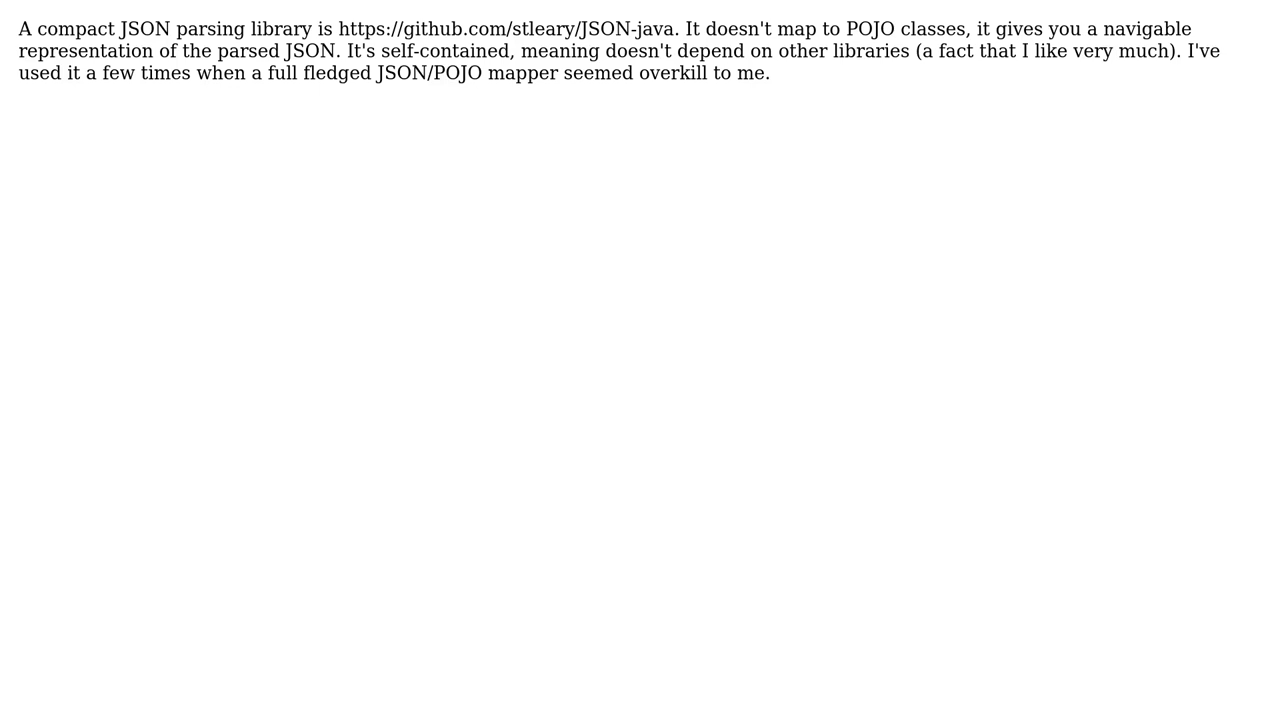 A compact JSON parsing library is https://github.com/stleary/JSON-java. It doesn't map to POJO classes, it gives you a navigable
representation of the parsed JSON. It's self-contained, meaning doesn't depend on other libraries (a fact that I like very much). I've
used it a few times when a full fledged JSON/POJO mapper seemed overkill to me.